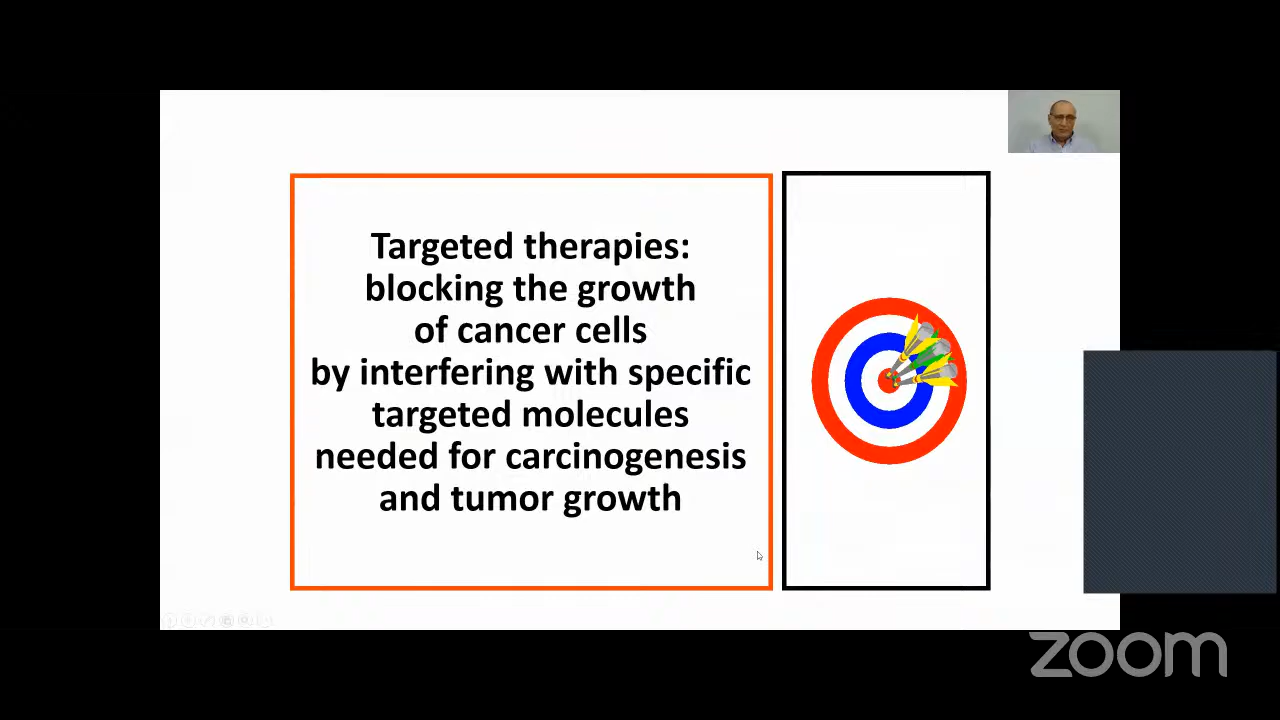 Targeted therapies:
blocking the growth
of cancer cells
by interfering with specific
targeted molecules
needed for carcinogenesis
and tumor growth
zoom